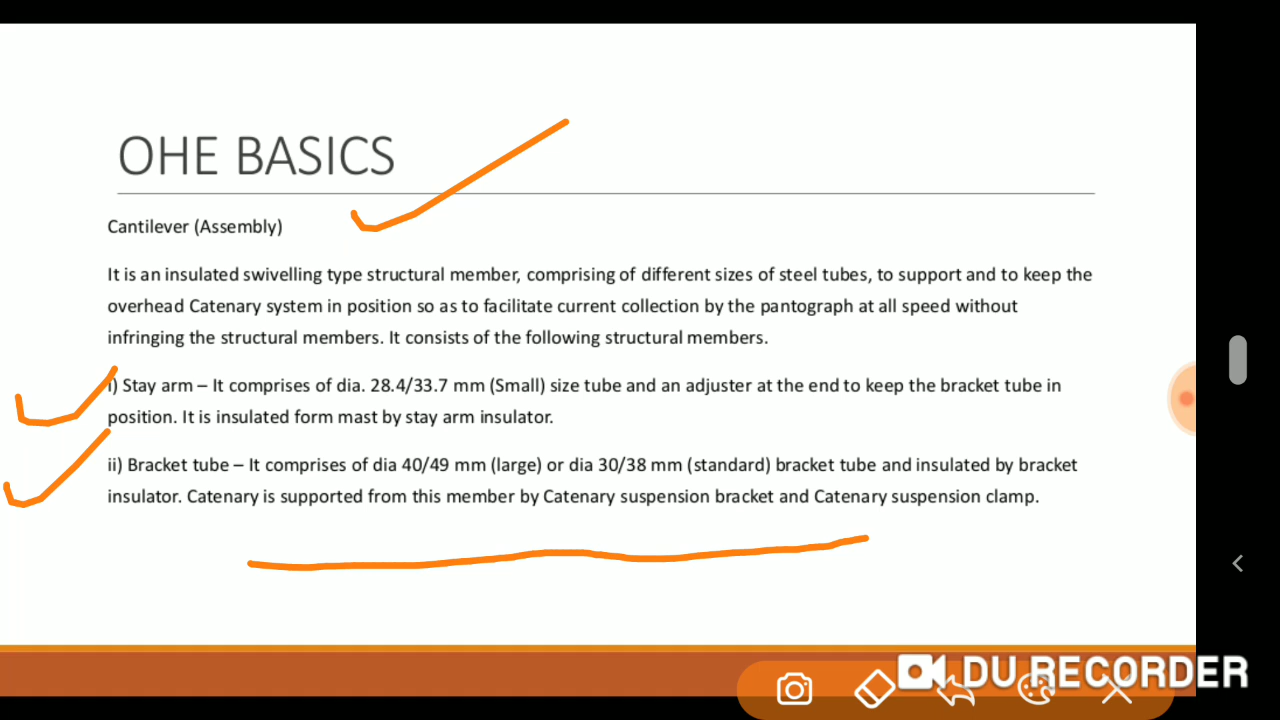 OHE BASICS
Cantilever (Assembly)
It is an insulated swivelling type structural member, comprising of different sizes of steel tubes, to support and to keep the
overhead Catenary system in position so as to facilitate current collection by the pantograph at all speed without
infringing the structural members. It consists of the following structural members.
i) Stay arm – It comprises of dia. 28.4/33.7 mm (Small) size tube and an adjuster at the end to keep the bracket tube in
position. It is insulated form mast by stay arm insulator.
ii) Bracket tube – It comprises of dia 40/49 mm (large) or dia 30/38 mm (standard) bracket tube and insulated by bracket
insulator. Catenary is supported from this member by Catenary suspension bracket and Catenary suspension clamp.
DU RECORDER